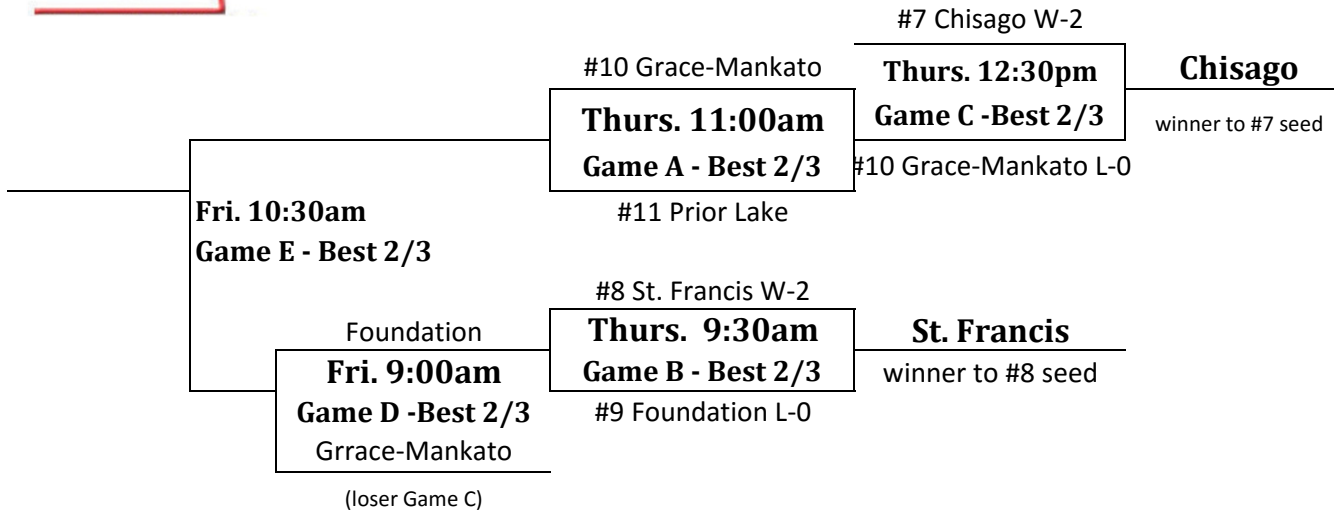 #7 Chisago W-2
#10 Grace-Mankato
Thurs. 12:30pm
Chisago
Thurs. 11:00am
Game C -Best 2/3
winner to #7 seed
Game A - Best 2/3
#10 Grace-Mankato L-0
Fri. 10:30am
#11 Prior Lake
Game E - Best 2/3
#8 St. Francis W-2
Foundation
Thurs. 9:30am
St. Francis
Fri. 9:00am
Game B - Best 2/3
winner to #8 seed
Game D -Best 2/3
#9 Foundation L-0
Grrace-Mankato
(loser Game C)